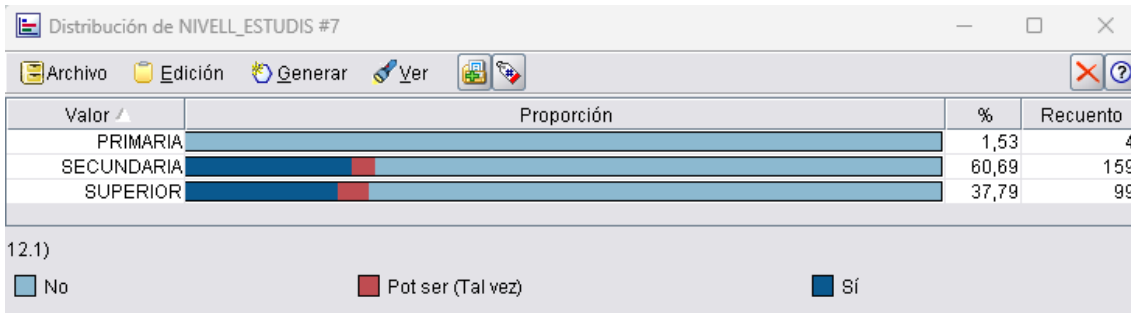 Distribución de NIVELL_ESTUDIS #7
Archivo Edición Generar Ver
Valor Proporción % Recuento
PRIMARIA 1,53 4
SECUNDARIA 60,69 159
SUPERIOR 37,79 99
12.1)
No Pot ser (Tal vez) Sí